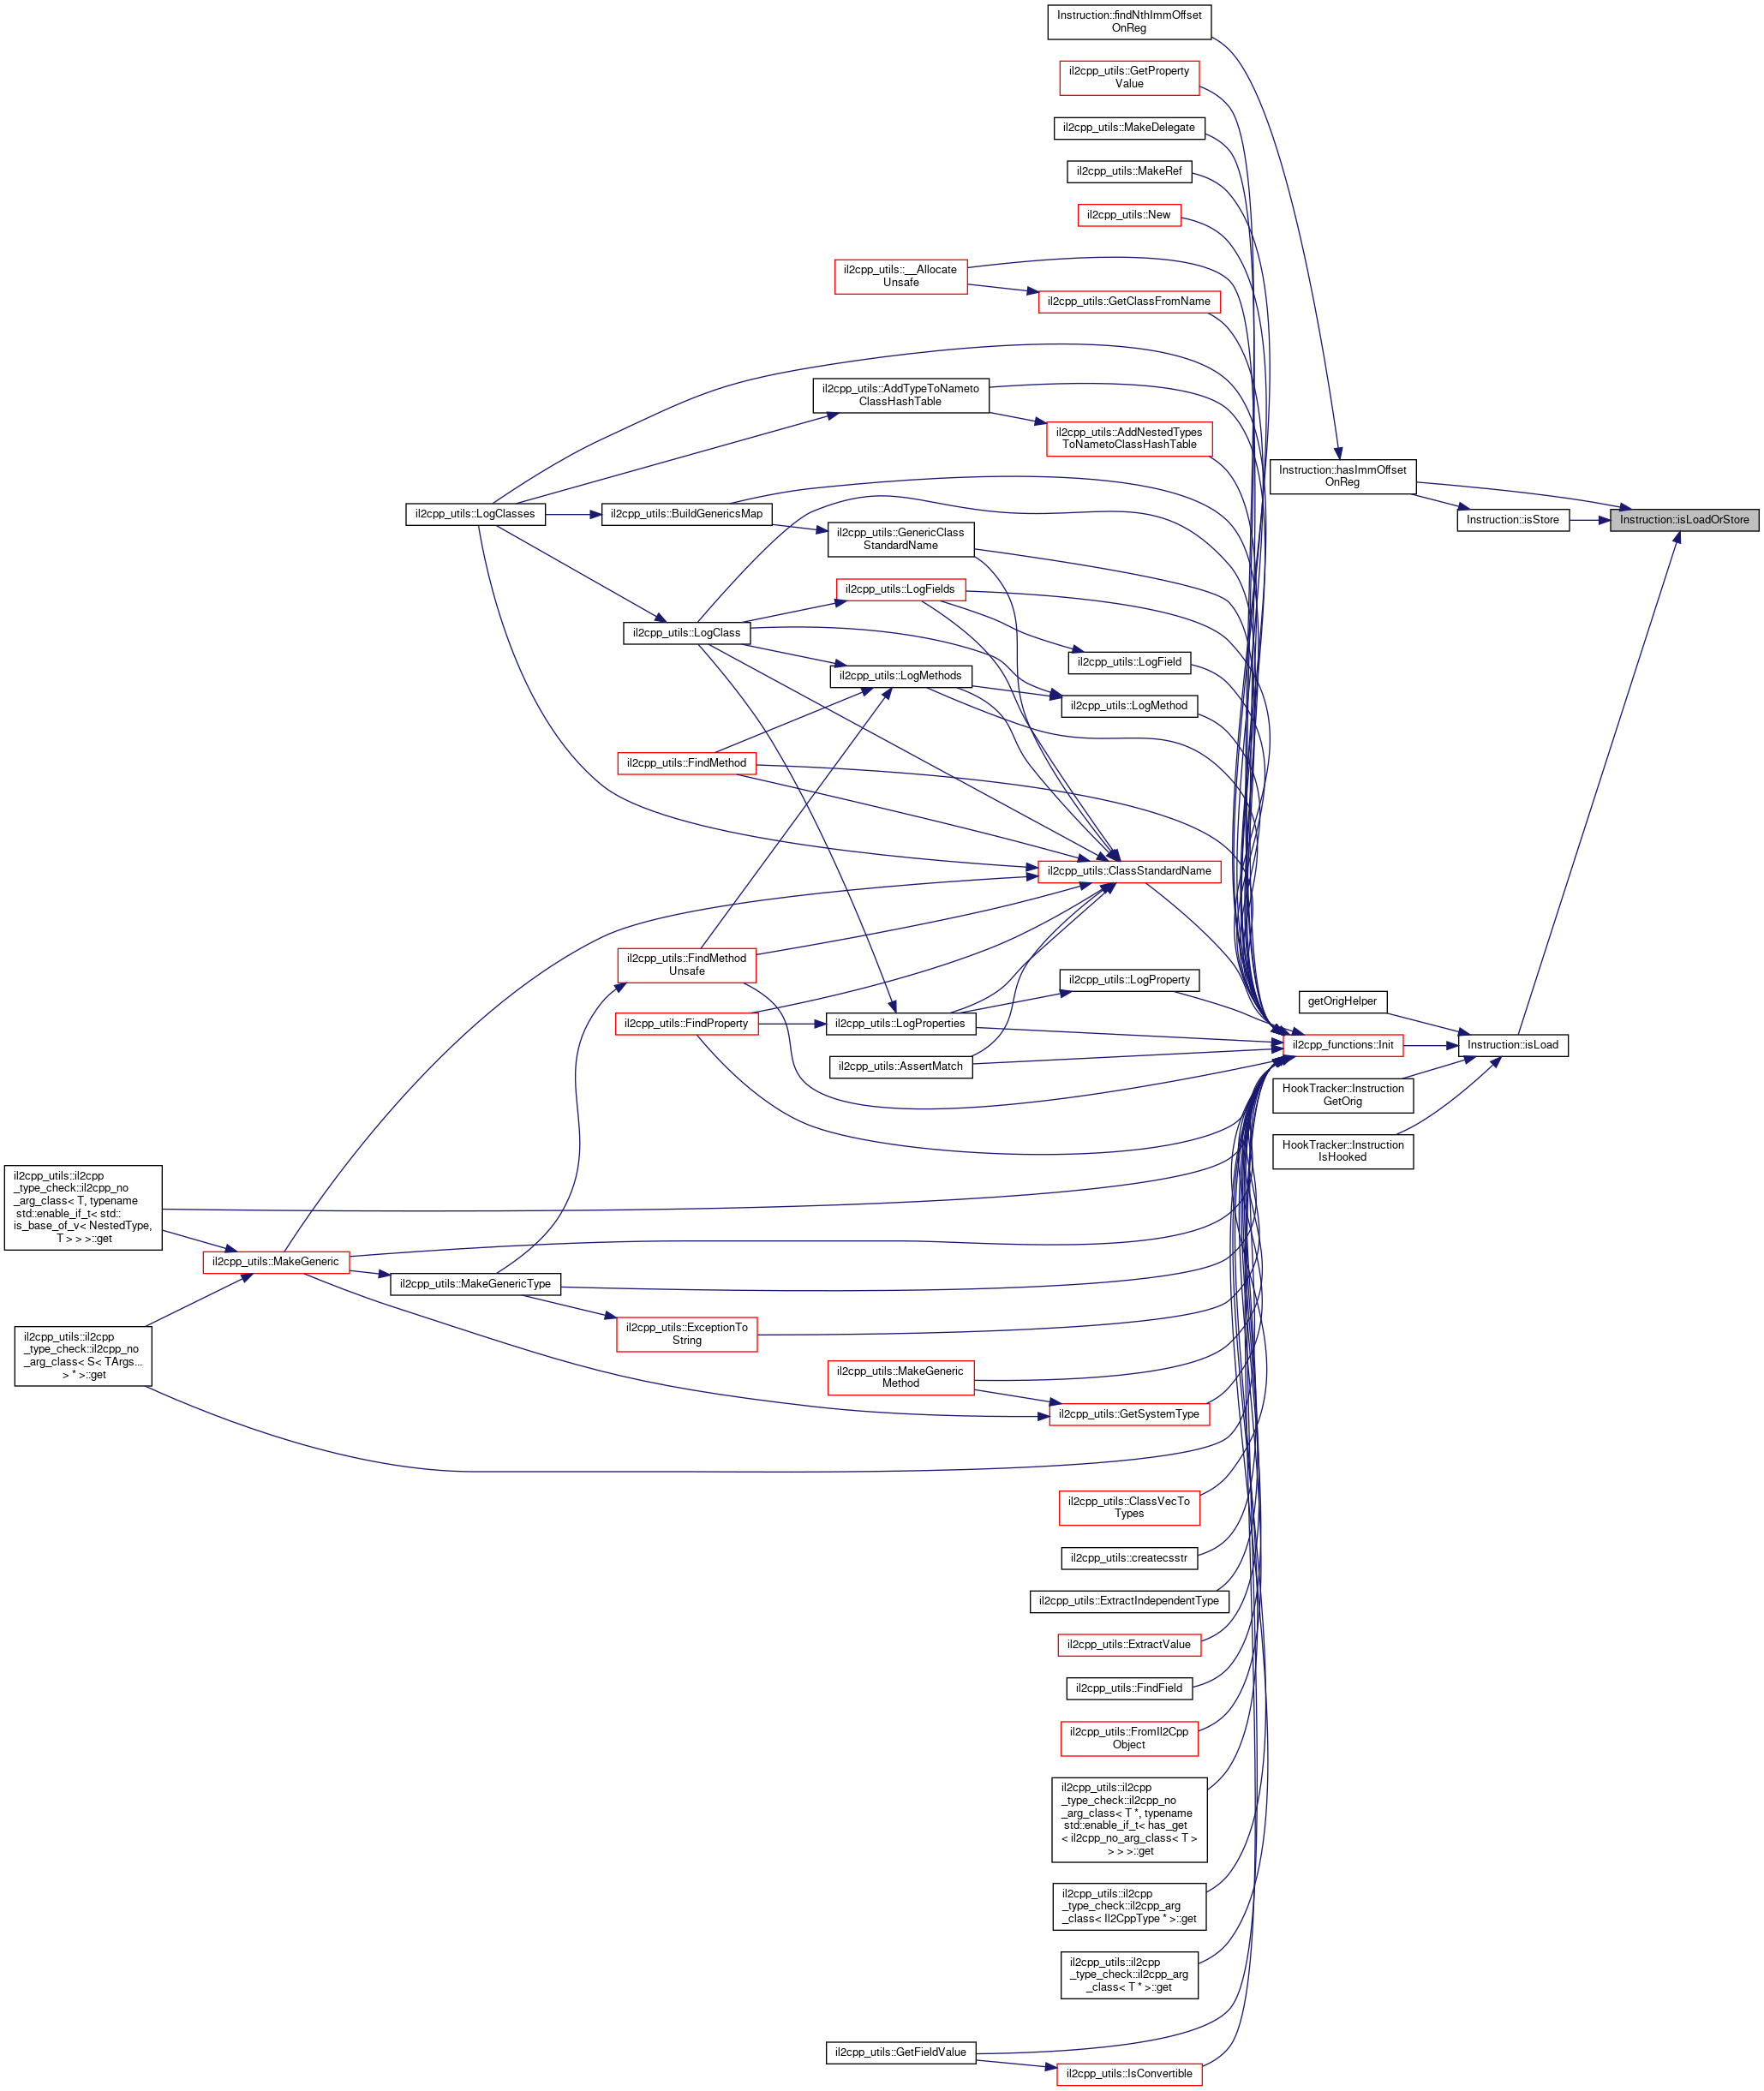 Instruction::findNthImmOffset
OnReg
il2cpp_utils::GetProperty
Value
il2cpp_utils::MakeDelegate
il2cpp_utils::MakeRef
il2cpp_utils::New
il2cpp_utils::__Allocate
Unsafe
il2cpp_utils::GetClassFromName
il2cpp_utils::AddTypeToNameto
ClassHashTable
il2cpp_utils::AddNestedTypes
ToNametoClassHashTable
Instruction::hasImmOffset
OnReg
il2cpp_utils::LogClasses
il2cpp_utils::BuildGenericsMap
Instruction::isStore
Instruction::isLoadOrStore
il2cpp_utils::GenericClass
StandardName
il2cpp_utils::LogFields
il2cpp_utils::LogClass
il2cpp_utils::LogField
il2cpp_utils::LogMethods
il2cpp_utils::LogMethod
il2cpp_utils::FindMethod
il2cpp_utils::ClassStandardName
il2cpp_utils::FindMethod
Unsafe
il2cpp_utils::LogProperty
getOrigHelper
il2cpp_utils::FindProperty
il2cpp_utils::LogProperties
il2cpp_functions::Init
Instruction::isLoad
il2cpp_utils::AssertMatch
HookTracker::Instruction
GetOrig
HookTracker::Instruction
IsHooked
il2cpp_utils::il2cpp
_type_check::il2cpp_no
_arg_class< T, typename
std::enable_if_t< std::
is_base_of_v< NestedType,
T > > >::get
il2cpp_utils::MakeGeneric
il2cpp_utils::MakeGenericType
il2cpp_utils::ExceptionTo
String
il2cpp_utils::il2cpp
_type_check::il2cpp_no
_arg_class< S< TArgs...
> * >::get
il2cpp_utils::MakeGeneric
Method
il2cpp_utils::GetSystemType
il2cpp_utils::ClassVecTo
Types
il2cpp_utils::createcsstr
il2cpp_utils::ExtractIndependentType
il2cpp_utils::ExtractValue
il2cpp_utils::FindField
il2cpp_utils::FromIl2Cpp
Object
il2cpp_utils::il2cpp
_type_check::il2cpp_no
_arg_class< T *, typename
std::enable_if_t< has_get
< il2cpp_no_arg_class< T >
> > >::get
il2cpp_utils::il2cpp
_type_check::il2cpp_arg
_class< Il2CppType * >::get
il2cpp_utils::il2cpp
_type_check::il2cpp_arg
_class< T * >::get
il2cpp_utils::GetFieldValue
il2cpp_utils::IsConvertible